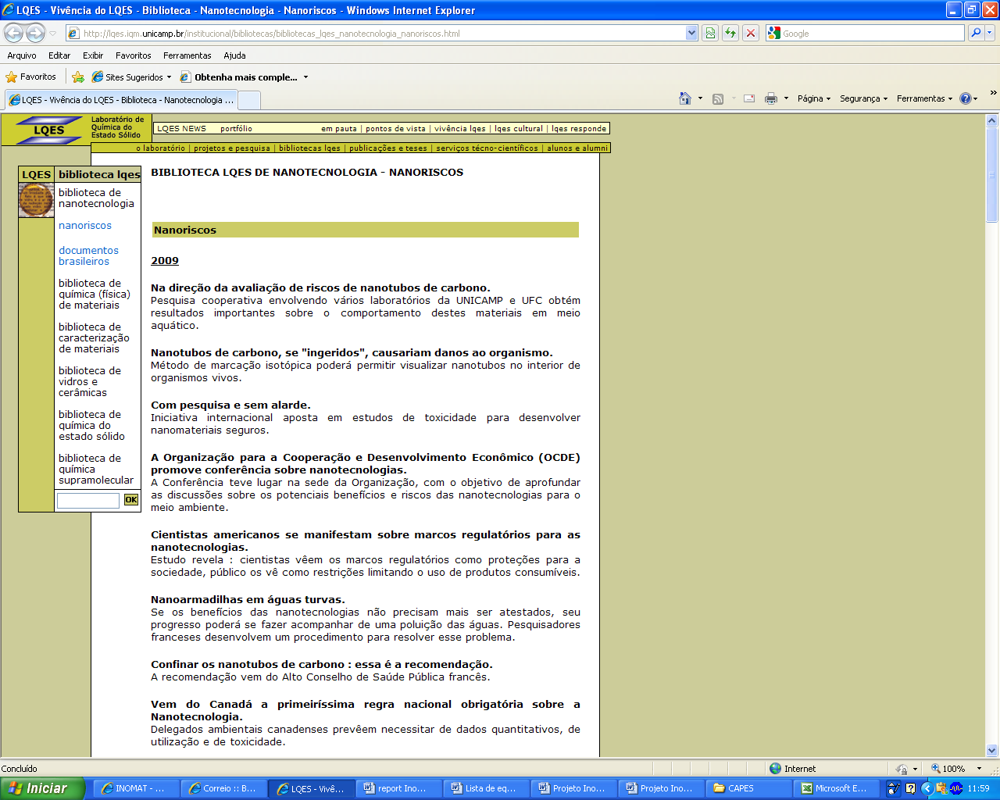 LQES - Vivência do LQES - Biblioteca - Nanotecnologia - Nanoriscos - Windows Internet Explorer
http://lqes.iqm.unicamp.br/institucional/bibliotecas/bibliotecas_lqes_nanotecnologia_nanoriscos.html
Google
Arquivo Editar Exibir Favoritos Ferramentas Ajuda
Favoritos Sites Sugeridos Obtenha mais comple...
LQES - Vivência do LQES - Biblioteca - Nanotecnologia ...
Página Segurança Ferramentas
LQES
Laboratório de
Química do
Estado Sólido
LQES NEWS portfólio em pauta | pontos de vista | vivência lqes | lqes cultural | lqes responde
o laboratório | projetos e pesquisa | bibliotecas lqes | publicações e teses | serviços técno-científicos | alunos e alumni
LQES biblioteca lqes
biblioteca de
nanotecnologia
nanoriscos
documentos
brasileiros
biblioteca de
química (física)
de materiais
biblioteca de
caracterização
de materiais
biblioteca de
vidros e
cerâmicas
biblioteca de
química do
estado sólido
biblioteca de
química
supramolecular
OK
BIBLIOTECA LQES DE NANOTECNOLOGIA - NANORISCOS
Nanoriscos
2009
Na direção da avaliação de riscos de nanotubos de carbono.
Pesquisa cooperativa envolvendo vários laboratórios da UNICAMP e UFC obtém
resultados importantes sobre o comportamento destes materiais em meio
aquático.
Nanotubos de carbono, se "ingeridos", causariam danos ao organismo.
Método de marcação isotópica poderá permitir visualizar nanotubos no interior de
organismos vivos.
Com pesquisa e sem alarde.
Iniciativa internacional aposta em estudos de toxicidade para desenvolver
nanomateriais seguros.
A Organização para a Cooperação e Desenvolvimento Econômico (OCDE)
promove conferência sobre nanotecnologias.
A Conferência teve lugar na sede da Organização, com o objetivo de aprofundar
as discussões sobre os potenciais benefícios e riscos das nanotecnologias para o
meio ambiente.
Cientistas americanos se manifestam sobre marcos regulatórios para as
nanotecnologias.
Estudo revela : cientistas vêem os marcos regulatórios como proteções para a
sociedade, público os vê como restrições limitando o uso de produtos consumíveis.
Nanoarmadilhas em águas turvas.
Se os benefícios das nanotecnologias não precisam mais ser atestados, seu
progresso poderá se fazer acompanhar de uma poluição das águas. Pesquisadores
franceses desenvolvem um procedimento para resolver esse problema.
Confinar os nanotubos de carbono : essa é a recomendação.
A recomendação vem do Alto Conselho de Saúde Pública francês.
Vem do Canadá a primeiríssima regra nacional obrigatória sobre a
Nanotecnologia.
Delegados ambientais canadenses prevêem necessitar de dados quantitativos, de
utilização e de toxicidade.
Concluído Internet 100%
Iniciar INOMAT - ... Correio :: B... LQES - Vivê... report Ino... Lista de eq... Projeto Ino... Projeto Ino... CAPES Microsoft E... 11:59